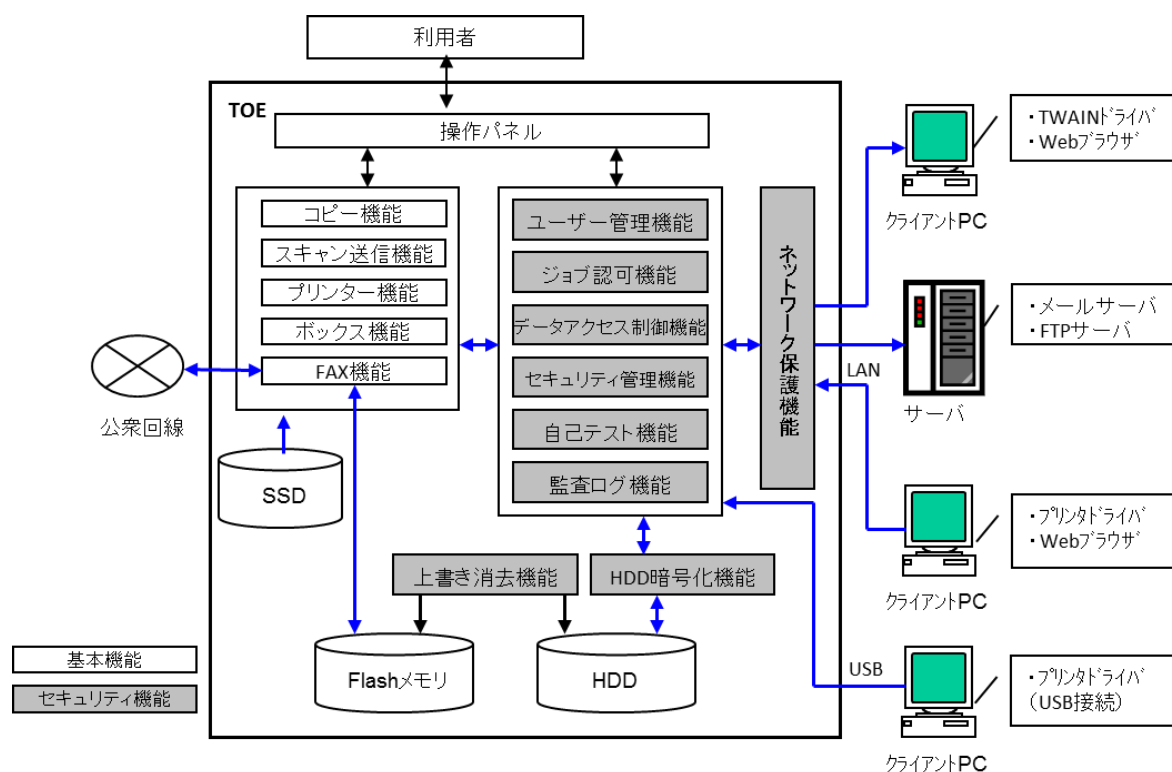 利用者
TOE
操作パネル
コピー機能
スキャン送信機能
プリンター機能
ボックス機能
FAX機能
ユーザー管理機能
ジョブ認可機能
データアクセス制御機能
セキュリティ管理機能
自己テスト機能
監査ログ機能
ネットワーク保護機能
公衆回線
SSD
上書き消去機能
HDD暗号化機能
Flashメモリ
HDD
基本機能
セキュリティ機能
LAN
USB
・TWAINﾄﾞﾗｲﾊﾞ
・Webﾌﾞﾗｳｻﾞ
ｸﾗｲｱﾝﾄPC
・メールサーバ
・FTPサーバ
サーバ
・ﾌﾟﾘﾝﾀﾄﾞﾗｲﾊﾞ
・Webﾌﾞﾗｳｻﾞ
ｸﾗｲｱﾝﾄPC
・ﾌﾟﾘﾝﾀﾄﾞﾗｲﾊﾞ
（USB接続）
ｸﾗｲｱﾝﾄPC